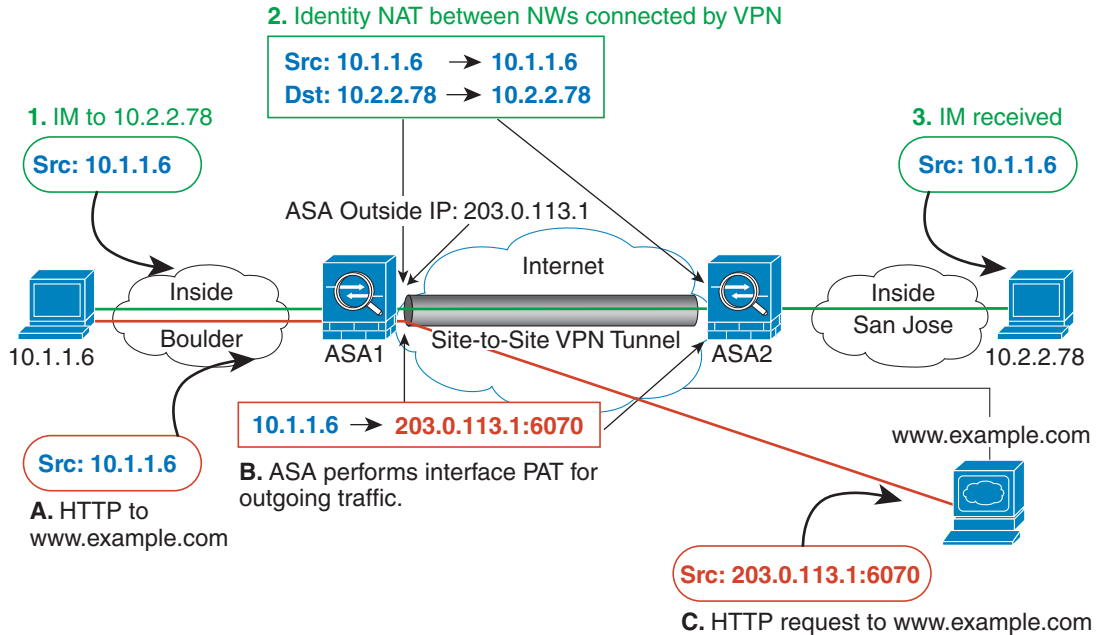 2. Identity NAT between NWs connected by VPN
Src: 10.1.1.6 → 10.1.1.6
Dst: 10.2.2.78 → 10.2.2.78
1. IM to 10.2.2.78
Src: 10.1.1.6
3. IM received
Src: 10.1.1.6
ASA Outside IP: 203.0.113.1
Internet
Inside
Boulder
10.1.1.6
ASA1
Site-to-Site VPN Tunnel
ASA2
Inside
San Jose
10.2.2.78
10.1.1.6 → 203.0.113.1:6070
B. ASA performs interface PAT for
outgoing traffic.
Src: 10.1.1.6
A. HTTP to
www.example.com
www.example.com
Src: 203.0.113.1:6070
C. HTTP request to www.example.com